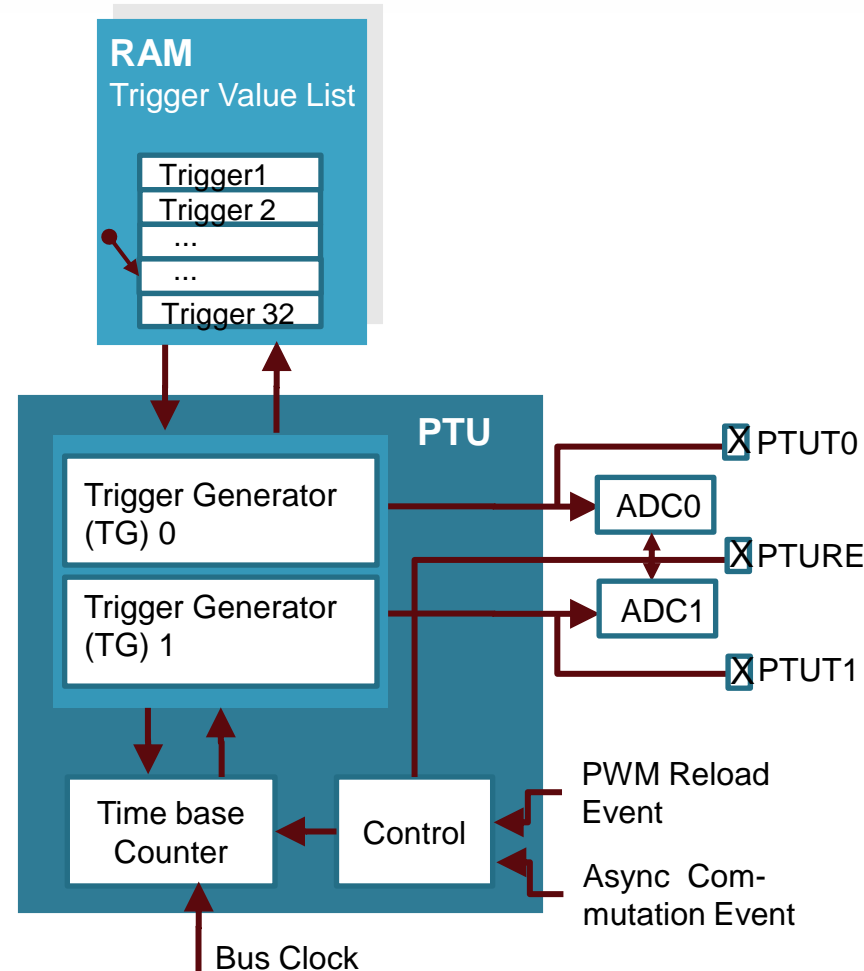 RAM
Trigger Value List
Trigger1
Trigger 2
...
...
Trigger 32
PTU
Trigger Generator
(TG) 0
Trigger Generator
(TG) 1
X PTUT0
ADC0
X PTURE
ADC1
X PTUT1
Time base
Counter
Control
PWM Reload
Event
Async Com-
mutation Event
Bus Clock